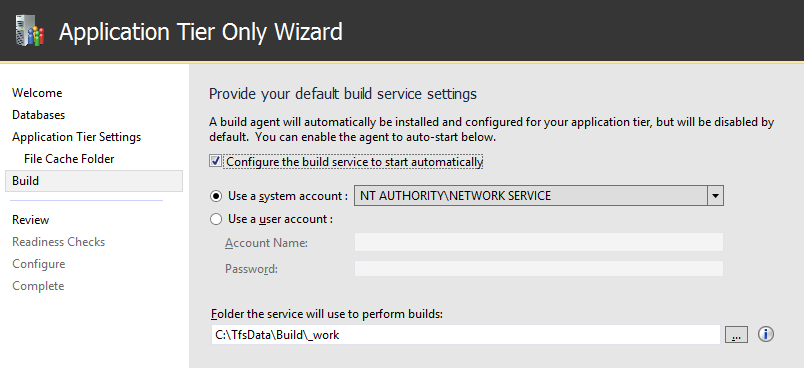 Application Tier Only Wizard
Welcome
Databases
Application Tier Settings
File Cache Folder
Build
Review
Readiness Checks
Configure
Complete
Provide your default build service settings
A build agent will automatically be installed and configured for your application tier, but will be disabled by
default. You can enable the agent to auto-start below.
Configure the build service to start automatically
Use a system account : NT AUTHORITY\NETWORK SERVICE
Use a user account :
Account Name:
Password:
Folder the service will use to perform builds:
C:\TfsData\Build\_work ... i